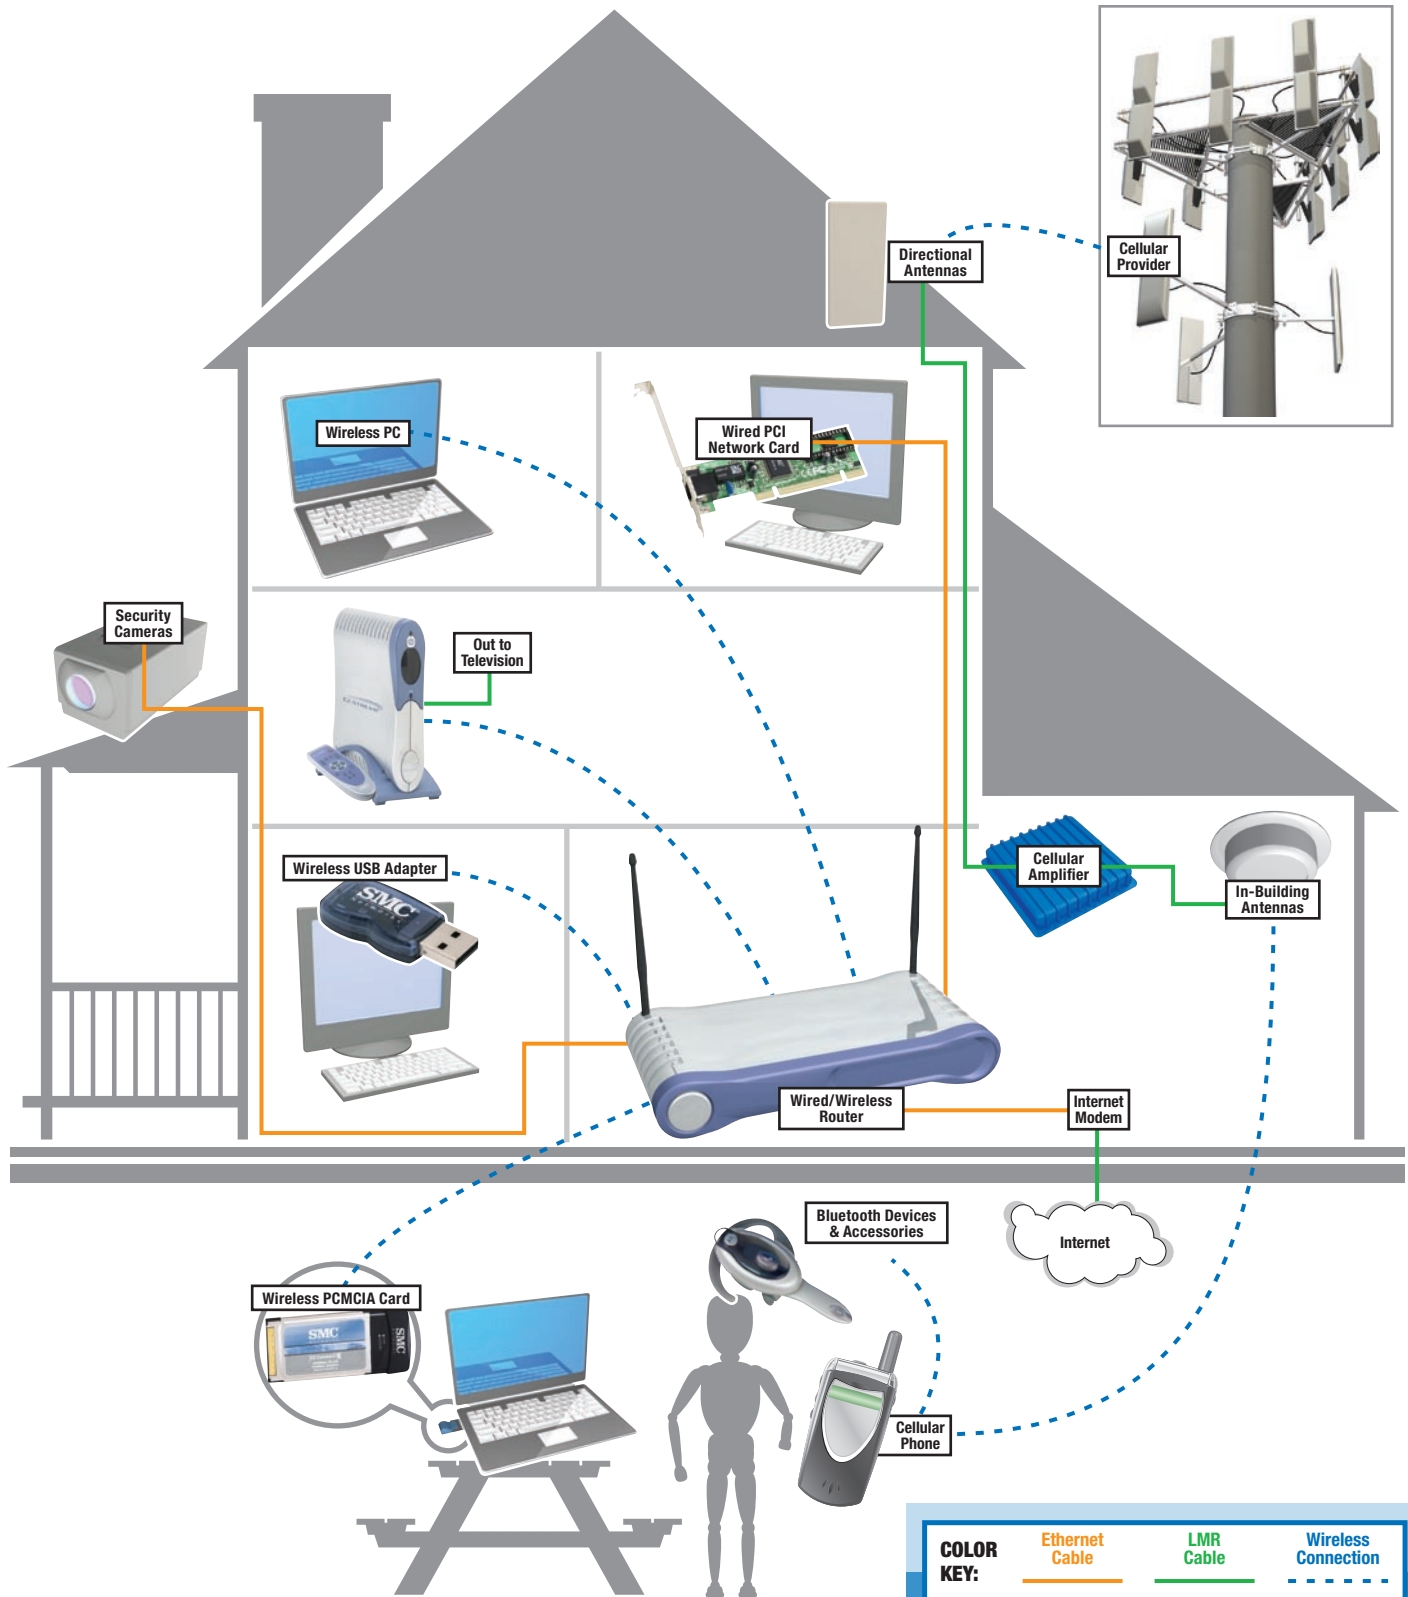 Directional
Antennas
Cellular
Provider
Wireless PC
Wired PCI
Network Card
Security
Cameras
Out to
Television
Wireless USB Adapter
SMC
Cellular
Amplifier
In-Building
Antennas
Wired/Wireless
Router
Internet
Modem
Internet
Bluetooth Devices
& Accessories
Wireless PCMCIA Card
SMC
SMC
Cellular
Phone
COLOR
KEY:
Ethernet
Cable
LMR
Cable
Wireless
Connection